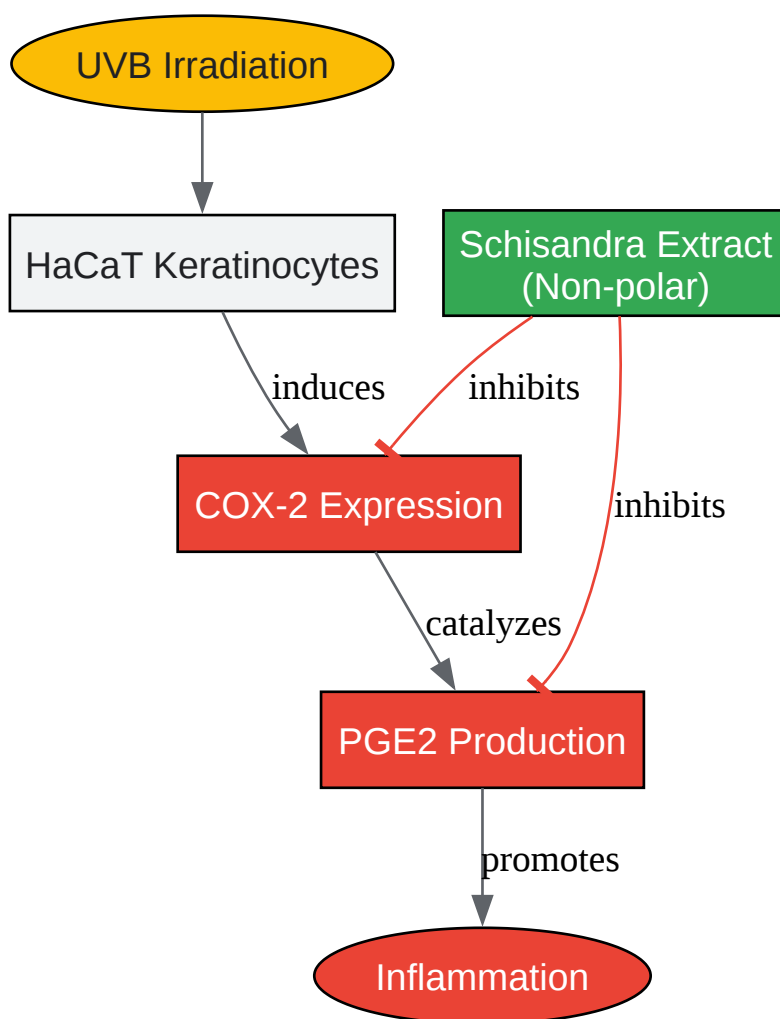 UVB Irradiation
HaCaT Keratinocytes
Schisandra Extract
(Non-polar)
induces
inhibits
COX-2 Expression
inhibits
catalyzes
PGE2 Production
promotes
Inflammation